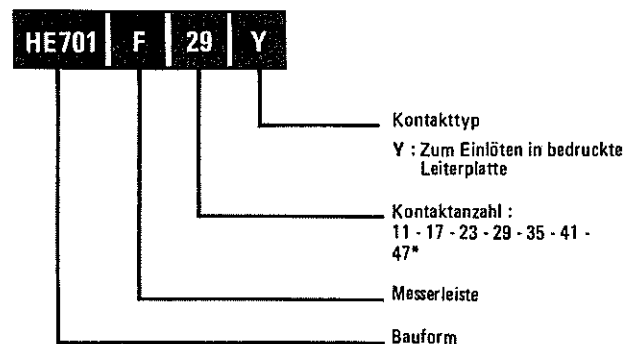 HE701 F 29 Y
Kontakttyp
Y : Zum Einlöten in bedruckte
Leiterplatte
Kontaktanzahl :
11 - 17 - 23 - 29 - 35 - 41 -
47*
Messerleiste
Bauform